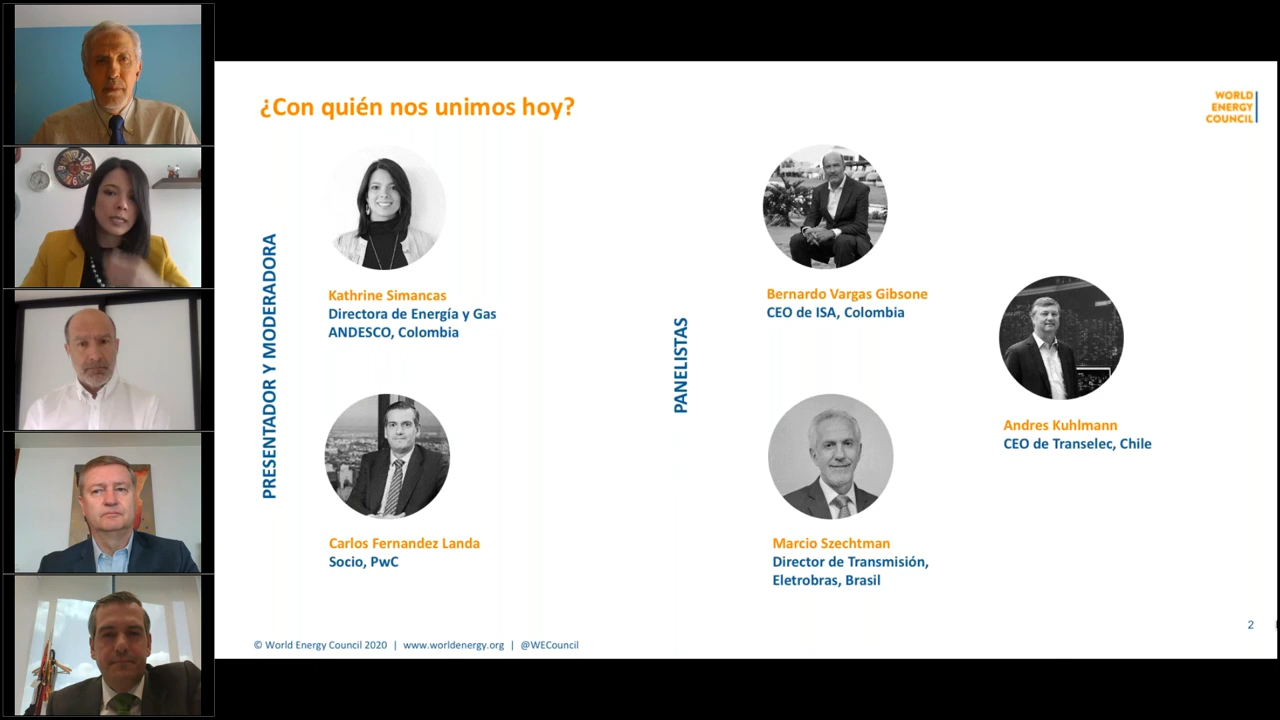 ¿Con quién nos unimos hoy?
WORLD
ENERGY
COUNCIL
PRESENTADOR Y MODERADORA
Kathrine Simancas
Directora de Energía y Gas
ANDESCO, Colombia
Carlos Fernandez Landa
Socio, PwC
PANELISTAS
Bernardo Vargas Gibsone
CEO de ISA, Colombia
Andres Kuhlmann
CEO de Transelec, Chile
Marcio Szechtman
Director de Transmisión,
Eletrobras, Brasil
© World Energy Council 2020 | www.worldenergy.org | @WECouncil
2